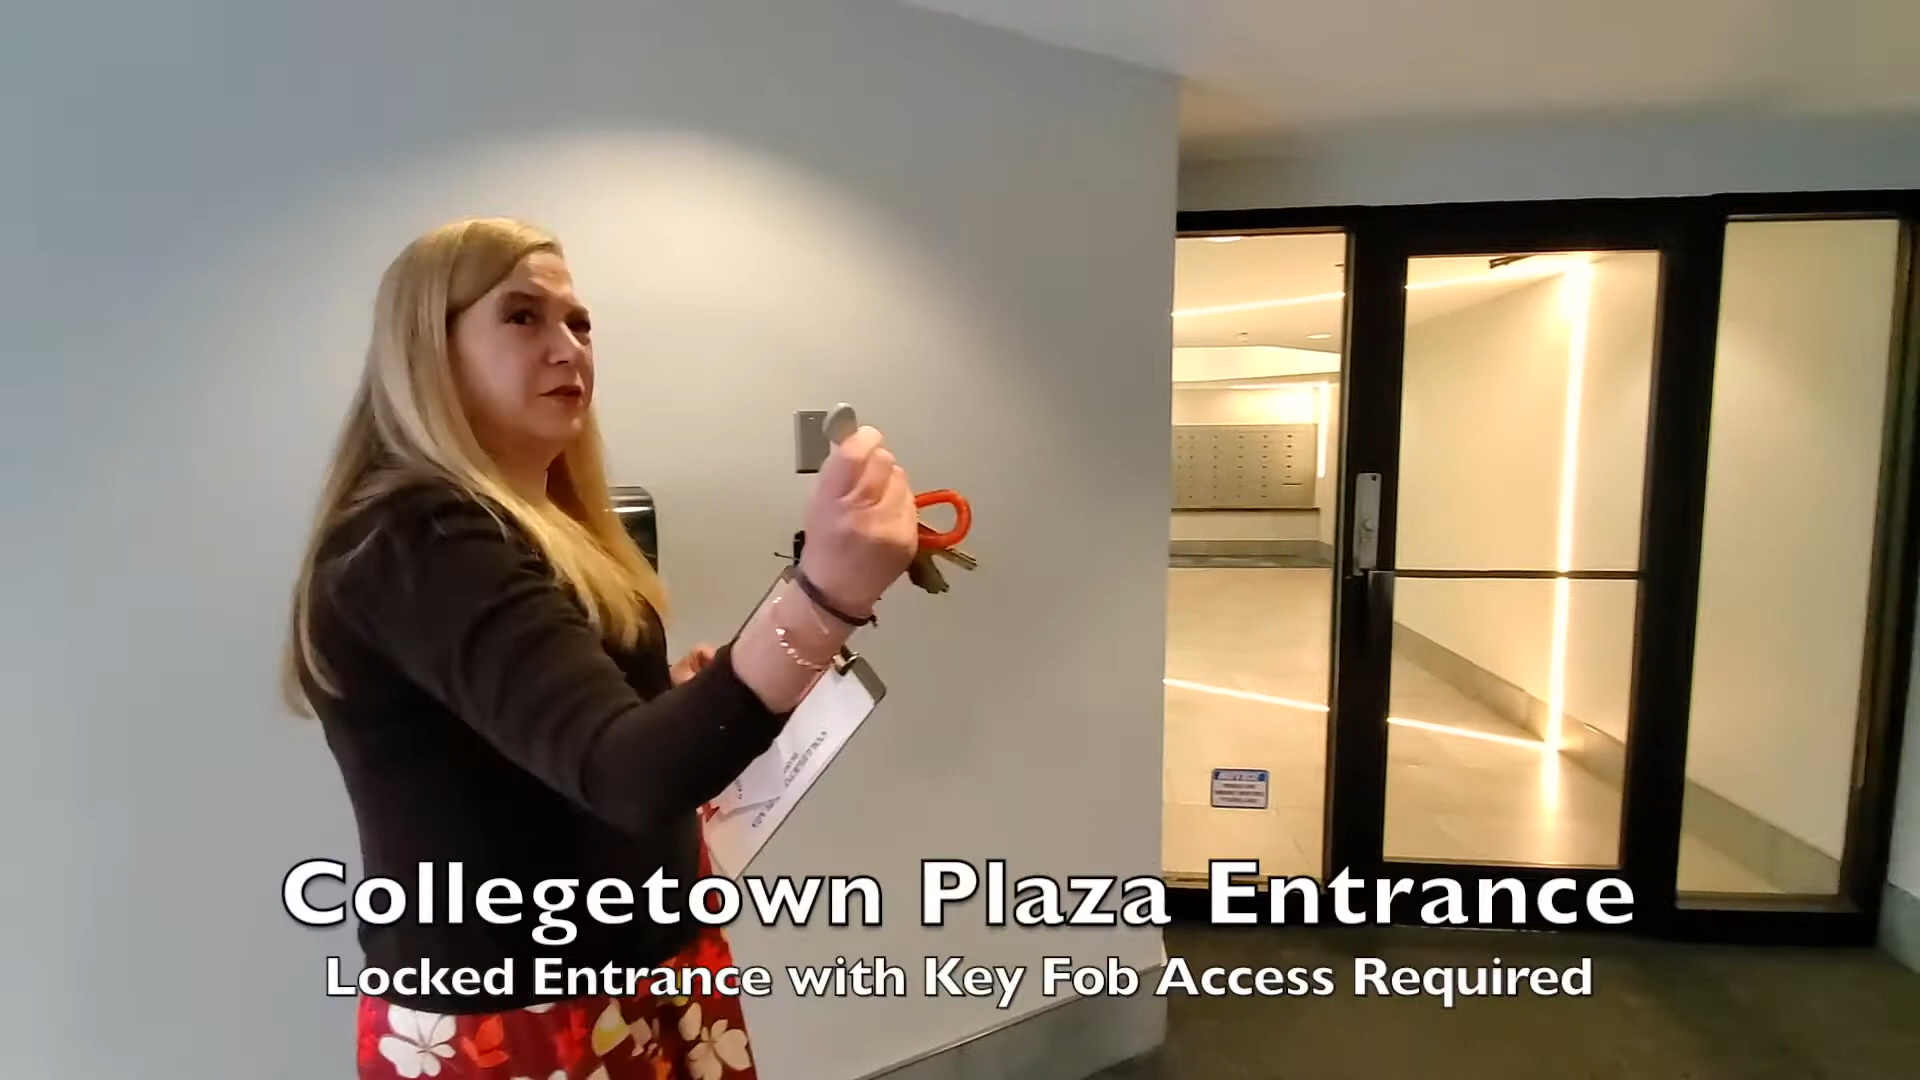 Collegetown Plaza Entrance
Locked Entrance with Key Fob Access Required